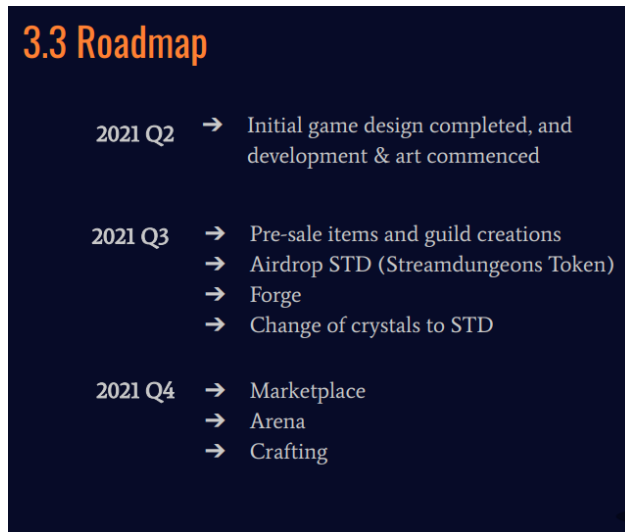 3.3 Roadmap
2021 Q2 → Initial game design completed, and
development & art commenced
2021 Q3 → Pre-sale items and guild creations
→ Airdrop STD (Streamdungeons Token)
→ Forge
→ Change of crystals to STD
2021 Q4 → Marketplace
→ Arena
→ Crafting